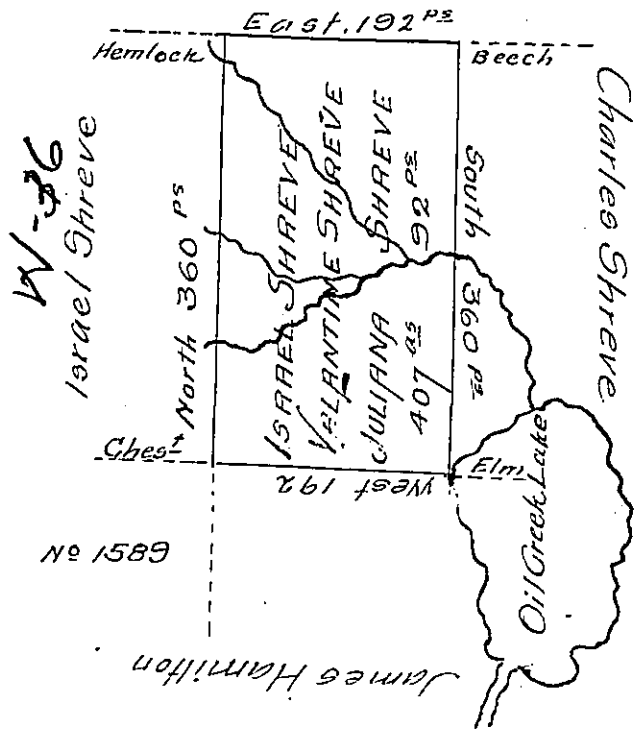 East. 192 ps
Hemlock
Beech
W-36
Israel Shreve
North 360 ps
ISRAEL SHREVE
VALANTINE SHREVE
JULIANA SHREVE
407 as 92 ps
South 360 ps
Charles Shreve
Chest
West 192
Elm
Oil Creek Lake
No 1589
James Hamilton